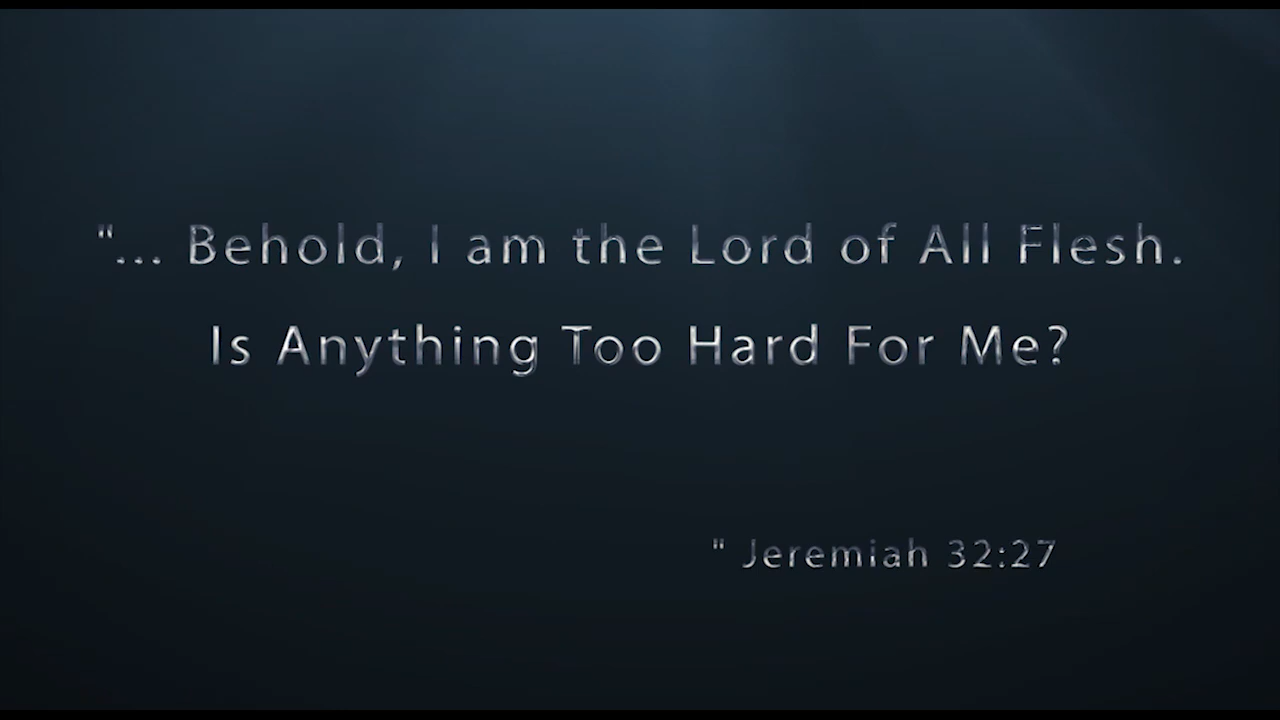 "... Behold, I am the Lord of All Flesh.
Is Anything Too Hard For Me?
" Jeremiah 32:27